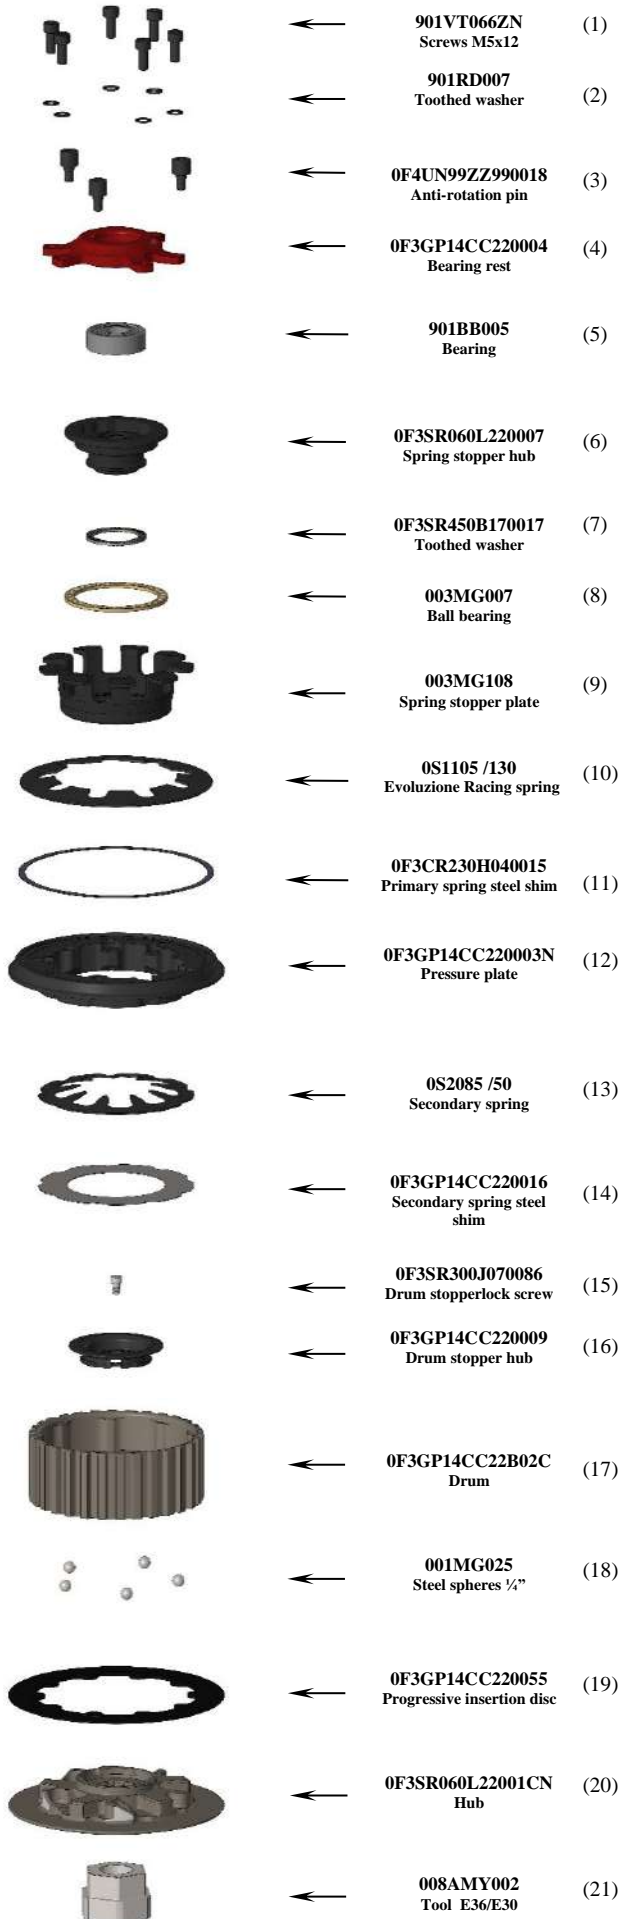 901VT066ZN (1)
Screws M5x12
901RD007 (2)
Toothed washer
0F4UN99ZZ990018 (3)
Anti-rotation pin
0F3GP14CC220004 (4)
Bearing rest
901BB005 (5)
Bearing
0F3SR060L220007 (6)
Spring stopper hub
0F3SR450B170017 (7)
Toothed washer
003MG007 (8)
Ball bearing
003MG108 (9)
Spring stopper plate
0S1105 /130 (10)
Evoluzione Racing spring
0F3CR230H040015
Primary spring steel shim (11)
0F3GP14CC220003N (12)
Pressure plate
0S2085 /50 (13)
Secondary spring
0F3GP14CC220016 (14)
Secondary spring steel
shim
0F3SR300J070086 (15)
Drum stopperlock screw
0F3GP14CC220009 (16)
Drum stopper hub
0F3GP14CC22B02C (17)
Drum
001MG025 (18)
Steel spheres ¼”
0F3GP14CC220055 (19)
Progressive insertion disc
0F3SR060L22001CN (20)
Hub
008AMY002 (21)
Tool E36/E30